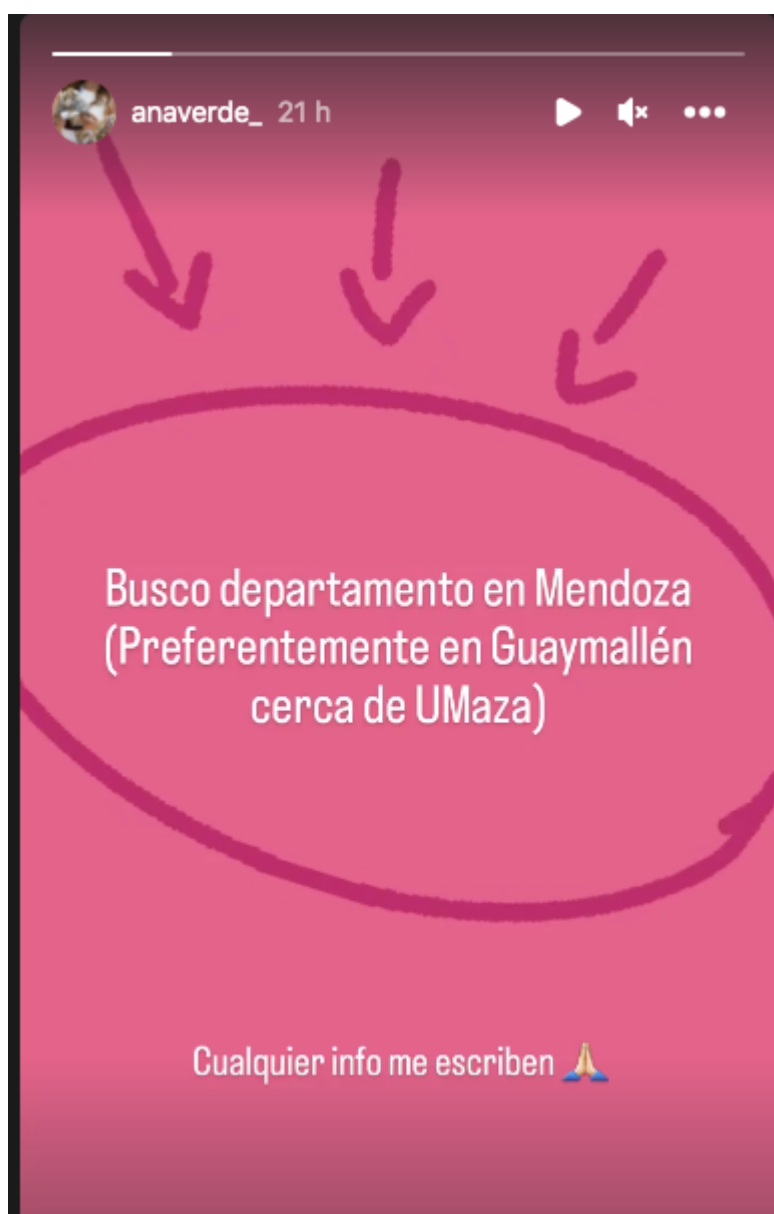 anaverde_ 21 h
Busco departamento en Mendoza
(Preferentemente en Guaymallén
cerca de UMaza)
Cualquier info me escriben 🙏🏻